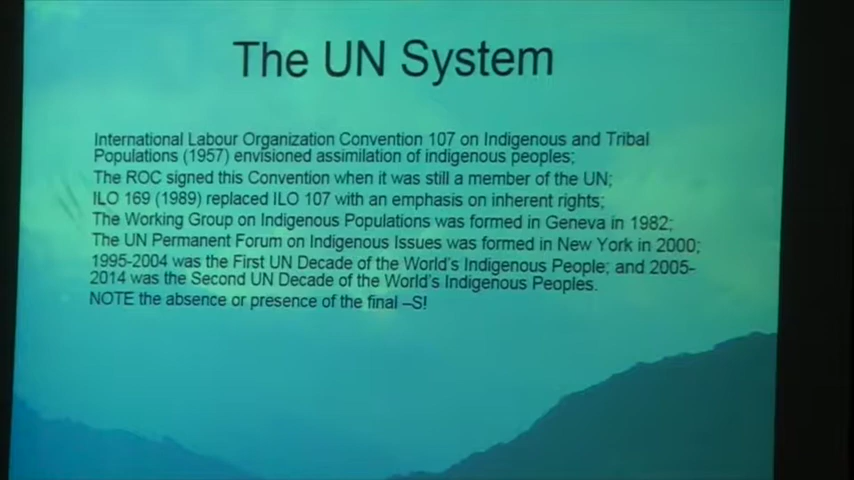 The UN System
International Labour Organization Convention 107 on Indigenous and Tribal
Populations (1957) envisioned assimilation of indigenous peoples;
The ROC signed this Convention when it was still a member of the UN;
ILO 169 (1989) replaced ILO 107 with an emphasis on inherent rights;
The Working Group on Indigenous Populations was formed in Geneva in 1982;
The UN Permanent Forum on Indigenous Issues was formed in New York in 2000;
1995-2004 was the First UN Decade of the World's Indigenous People; and 2005-
2014 was the Second UN Decade of the World's Indigenous Peoples.
NOTE the absence or presence of the final –S!